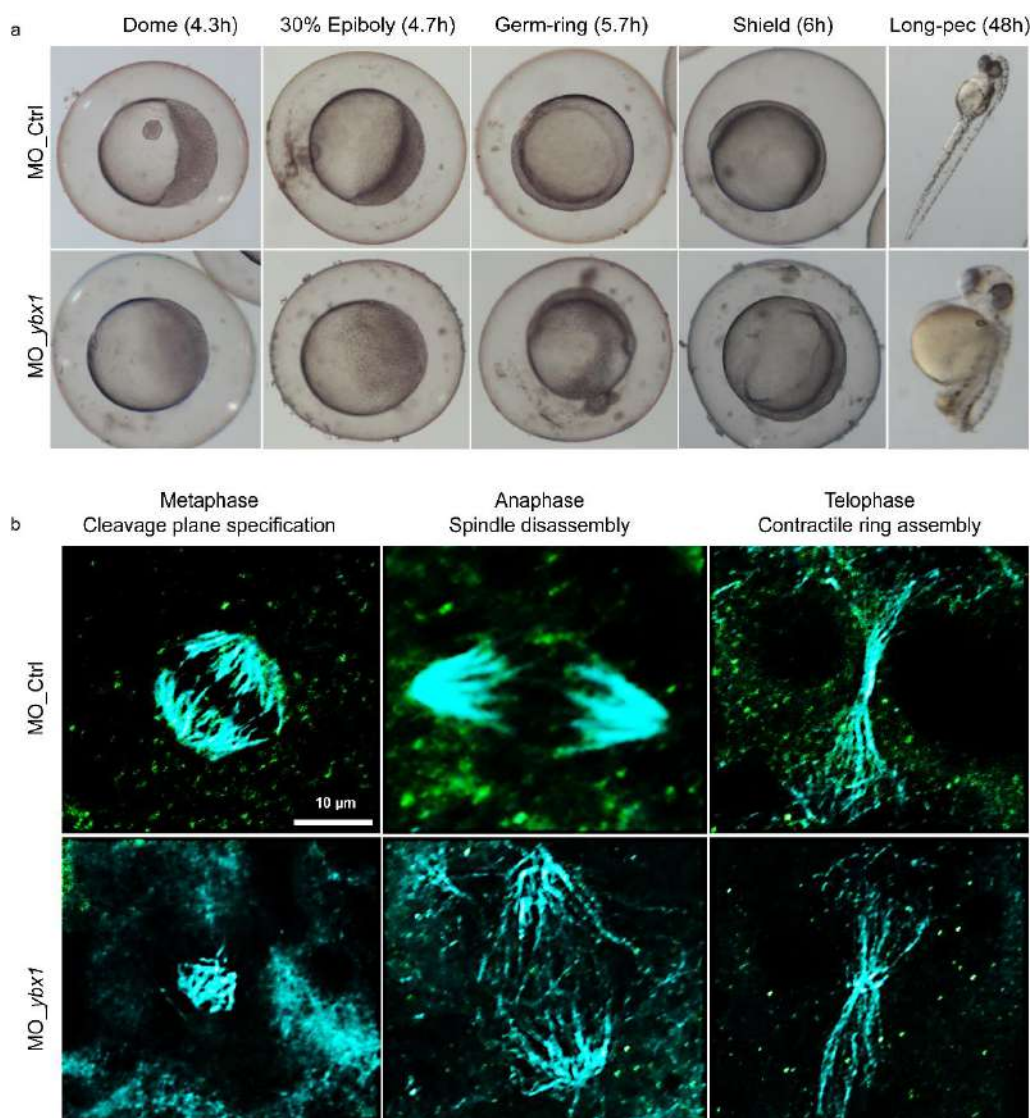 a
Dome (4.3h)
30% Epiboly (4.7h)
Germ-ring (5.7h)
Shield (6h)
Long-pec (48h)
MO_Ctrl
MO_ybx1
b
Metaphase
Cleavage plane specification
Anaphase
Spindle disassembly
Telophase
Contractile ring assembly
MO_Ctrl
10 µm
MO_ybx1